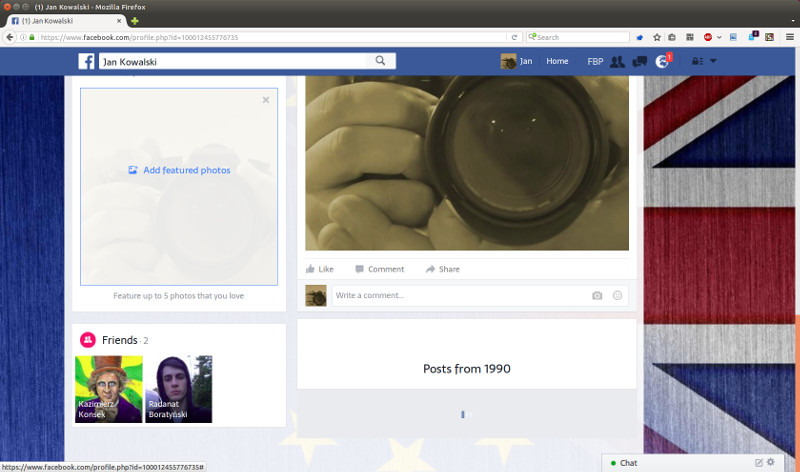 (1) Jan Kowalski - Mozilla Firefox
(1) Jan Kowalski
https://www.facebook.com/profile.php?id=100012455776735
Search
Jan Kowalski
Jan
Home
FBP
1
Add featured photos
Feature up to 5 photos that you love
Like
Comment
Share
Write a comment...
Friends · 2
Kazimierz
Konsek
Radanat
Boratyński
Posts from 1990
https://www.facebook.com/profile.php?id=100012455776735#
Chat